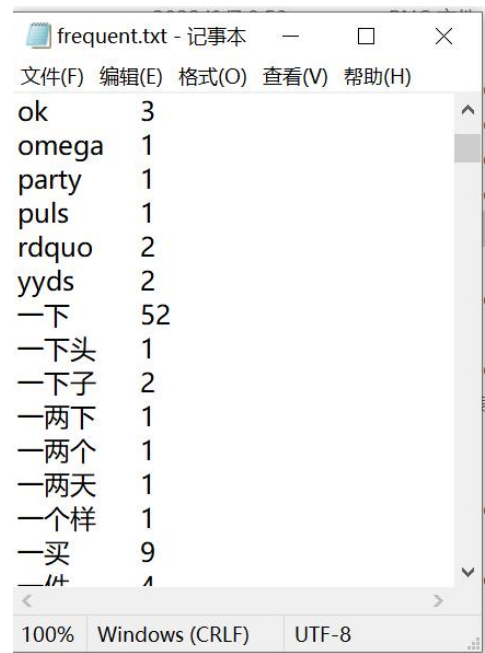 frequent.txt - 记事本
文件(F) 编辑(E) 格式(O) 查看(V) 帮助(H)
ok 3
omega 1
party 1
puls 1
rdquo 2
yyds 2
一下 52
一下头 1
一下子 2
一两下 1
一两个 1
一两天 1
一个样 1
一买 9
一件 4
100% Windows (CRLF) UTF-8